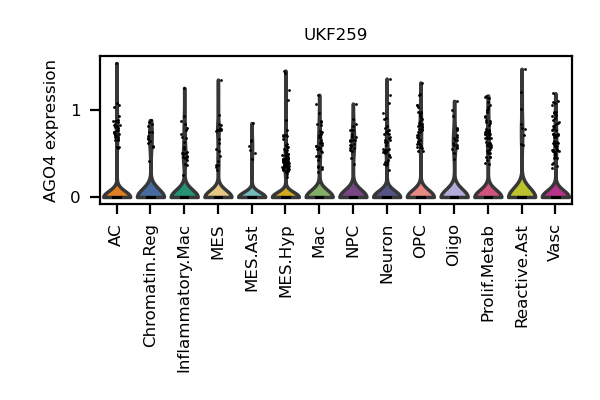 UKF259
AGO4 expression
1
0
AC
Chromatin.Reg
Inflammatory.Mac
MES
MES.Ast
MES.Hyp
Mac
NPC
Neuron
OPC
Oligo
Prolif.Metab
Reactive.Ast
Vasc